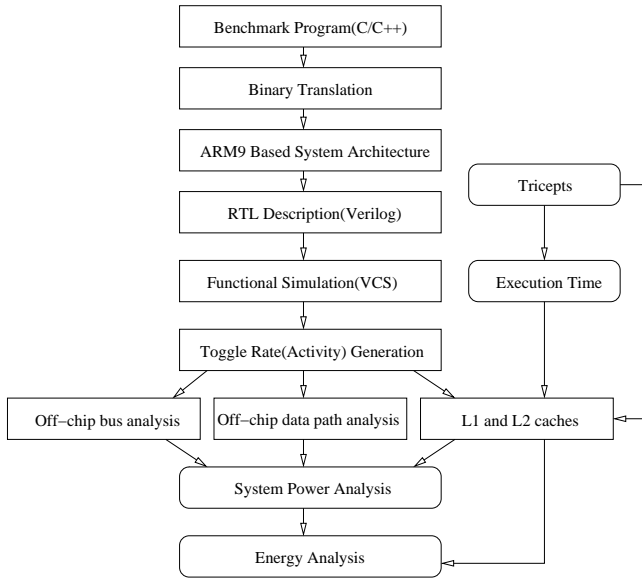 Benchmark Program(C/C++)
Binary Translation
ARM9 Based System Architecture
Tricepts
RTL Description(Verilog)
Functional Simulation(VCS)
Execution Time
Toggle Rate(Activity) Generation
Off−chip bus analysis
Off−chip data path analysis
L1 and L2 caches
System Power Analysis
Energy Analysis